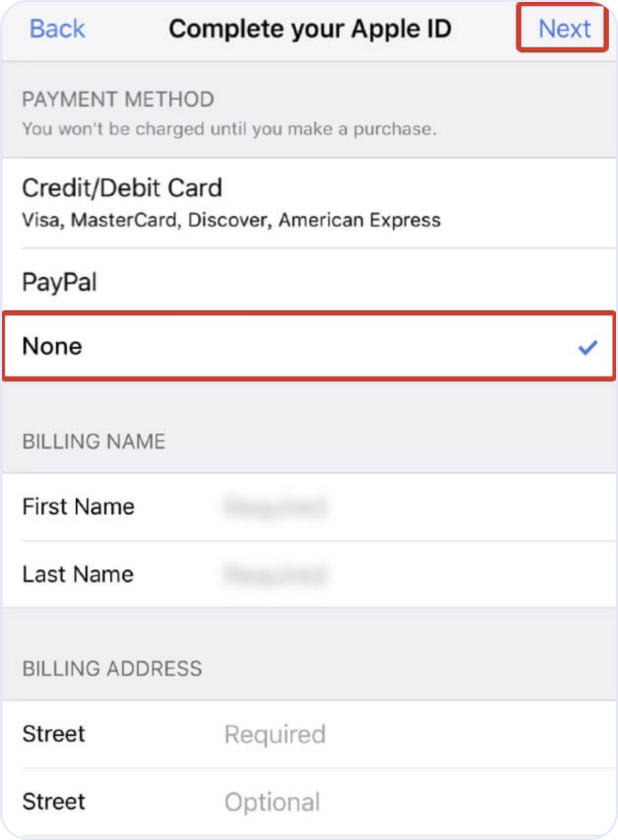 Back Complete your Apple ID Next
PAYMENT METHOD
You won't be charged until you make a purchase.
Credit/Debit Card
Visa, MasterCard, Discover, American Express
PayPal
None
BILLING NAME
First Name
Last Name
BILLING ADDRESS
Street Required
Street Optional